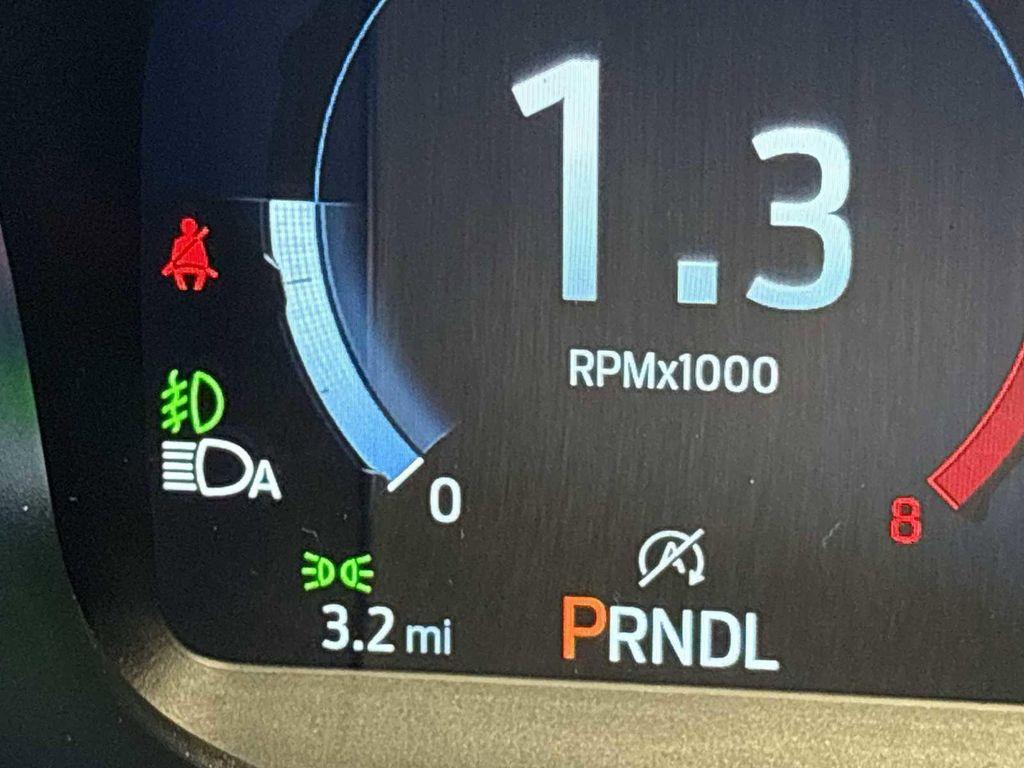 1.3
RPMx1000
A
0
8
A
3.2 mi
PRNDL